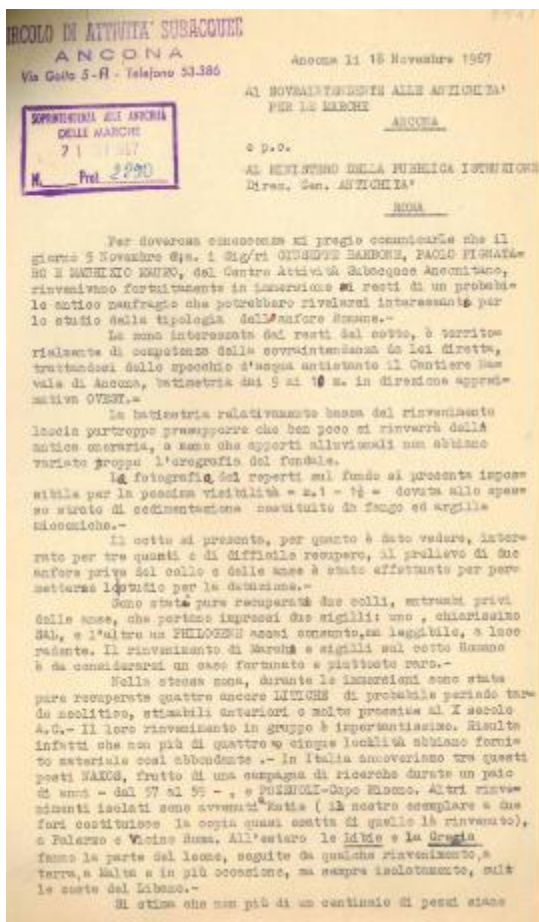 CIRCOLO DI ATTIVITA' SUBACQUEE
ANCONA
Via Goito 5-A - Telefono 53.386
Ancona li 16 Novembre 1967
SOPRINTENDENZA ALLE ANTICHITÀ
DELLE MARCHE
21 1967
N. Prot. 2290
Al SOVRAINTENDENTE ALLE ANTICHITA'
PER LE MARCHE
ANCONA
e p.c.
AL MINISTERO DELLA PUBBLICA ISTRUZIONE
Direz. Gen. ANTICHITA'
ROMA
Per doverosa conoscenza mi pregio comunicarLe che il
giorno 5 Novembre i Sig/ri GIUSEPPE BARBONE, PAOLO PIGNATA=
RO E MAURIZIO MAURO, del Centro Attività Subacquee Anconitano,
rinvenivano fortuitamente in immersione i resti di un probabi=
le antico naufragio che potrebbero rivelarsi interessanti per
lo studio della tipologia dell'anfore Romane.-
La zona interessata dai resti del cotto, è territo=
rialmente di competenza della sovraintendenza da Lei diretta,
trattandosi dello specchio d'acqua antistante il Cantiere Na=
vale di Ancona, batimetria dai 9 ai 10 m. in direzione appros=
mativa OVEST.=
La batimetria relativamente bassa del rinvenimento
lascia purtroppo presupporre che ben poco si rinverrà della
antica oneraria, a meno che apporti alluvionali non abbiano
variato troppo l'orografia del fondale.
La fotografia dei reperti sul fondo si presenta impos=
sibile per la pessima visibilità = m.1 - 1½ = dovuta allo spes=
so strato di sedimentazione costituito da fango ed argille
mioceniche.-
Il cotto si presenta, per quanto è dato vedere, inter=
rato per tre quarti e di difficile recupero, il prelievo di due
anfore prive del collo e delle anse è stato effettuato per per=
metterne lo studio per la datazione.-
Sono stati pure recuperati due colli, entrambi privi
delle anse, che portano impressi due sigilli: uno, chiarissimo
SAL, e l'altro un PHILOGENE assai consunto, ma leggibile, a luce
radente. Il rinvenimento di Marchi e sigilli sul cotto Romano
è da considerarsi un caso fortunato e piuttosto raro.-
Nella stessa zona, durante le immersioni sono state
pure recuperate quattro ancore LITICHE di probabile periodo tar=
do neolitico, stimabili anteriori o molto prossime al X secolo
A.C.- Il loro rinvenimento in gruppo è importantissimo. Risulta
infatti che non più di quattro o cinque località abbiano forni=
to materiale così abbondante.- In Italia annoveriamo tra questi
posti NAXOS, frutto di una campagna di ricerche durata un paio
di anni - dal 57 al 59 - , e POZZUOLI-Capo Miseno. Altri rinve=
nimenti isolati sono avvenuti ( il nostro esemplare a due
fori costituisce la copia quasi esatta di quello là rinvenuto),
a Palermo e Vicino Roma. All'estero la Libia e la Grecia
fanno la parte del leone, seguite da qualche rinvenimento, a
terra, a Malta e in più occasione, ma sempre isolatamente, sul=
le coste del Libano.-
Si stima che non più di un centinaio di pezzi siano